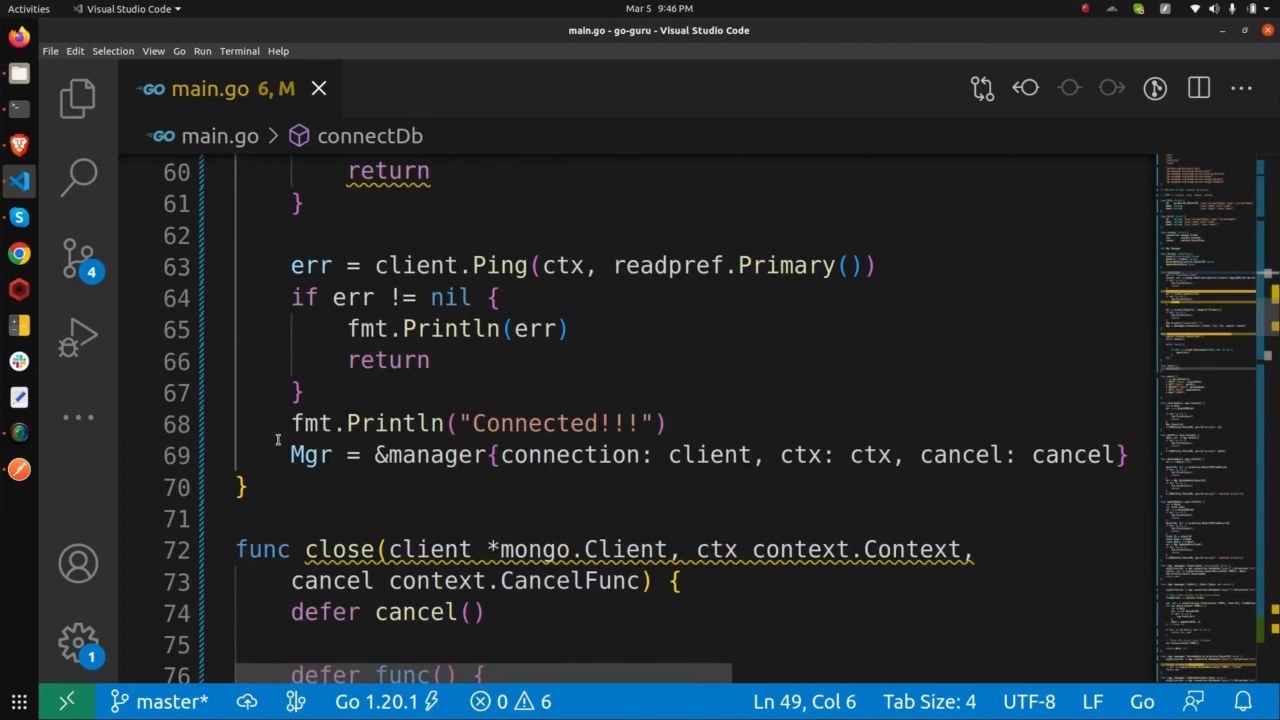 Activities Visual Studio Code Mar 5 9:46 PM
main.go - go-guru - Visual Studio Code
File Edit Selection View Go Run Terminal Help
GO main.go 6, M
GO main.go > connectDb
60 return
61 }
62
63 err = client.Ping(ctx, readpref.Primary())
64 if err != nil {
65 fmt.Println(err)
66 return
67 }
68 fmt.Println("Connected!!!")
69 Mgr = &manager{connection: client, ctx: ctx, cancel: cancel}
70 }
71
72 func close(client *mongo.Client, ctx context.Context,
73 cancel context.CancelFunc) {
74 defer cancel()
75
76 defer func()
4
1
master* Go 1.20.1 0 6 Ln 49, Col 6 Tab Size: 4 UTF-8 LF Go